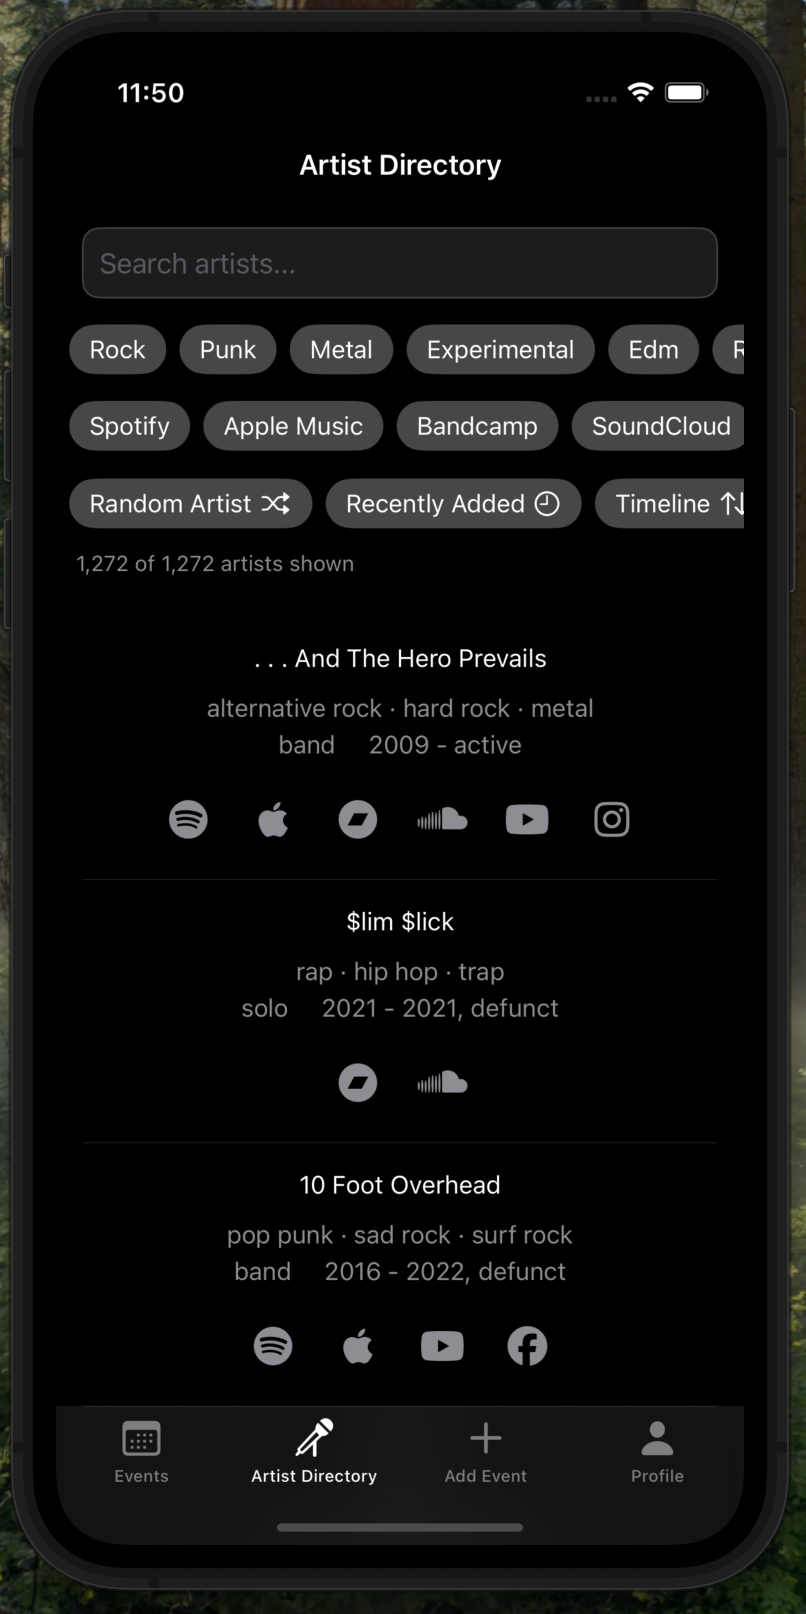 11:50
Artist Directory
Search artists...
Rock Punk Metal Experimental Edm R
Spotify Apple Music Bandcamp SoundCloud
Random Artist Recently Added Timeline
1,272 of 1,272 artists shown
. . . And The Hero Prevails
alternative rock · hard rock · metal
band 2009 - active
$lim $lick
rap · hip hop · trap
solo 2021 - 2021, defunct
10 Foot Overhead
pop punk · sad rock · surf rock
band 2016 - 2022, defunct
Events Artist Directory Add Event Profile